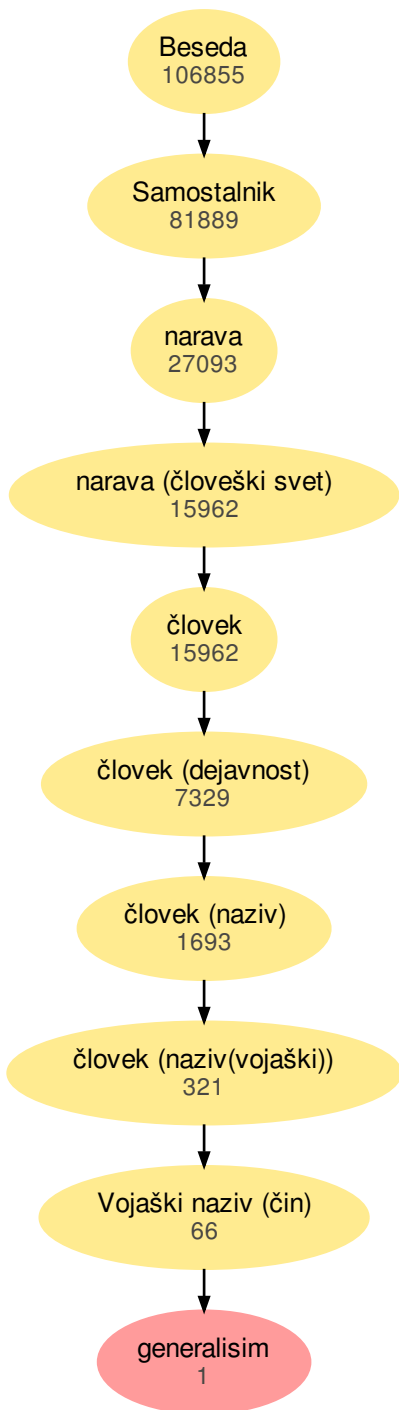 Beseda
106855
Samostalnik
81889
narava
27093
narava (človeški svet)
15962
človek
15962
človek (dejavnost)
7329
človek (naziv)
1693
človek (naziv(vojaški))
321
Vojaški naziv (čin)
66
generalisim
1